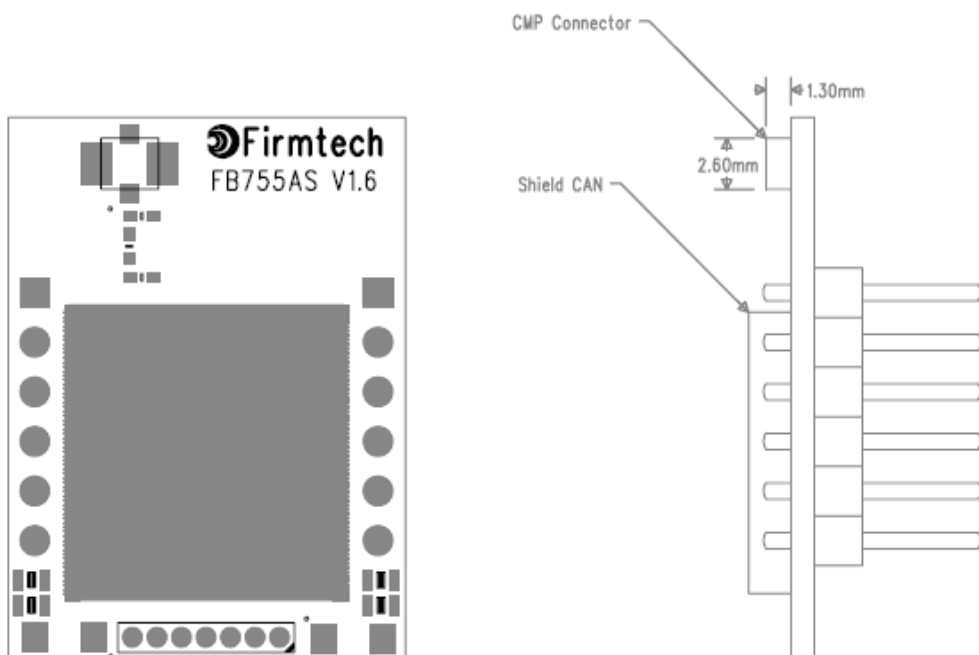 CMP Connector
1.30mm
Firmtech
FB755AS V1.6
2.60mm
Shield CAN